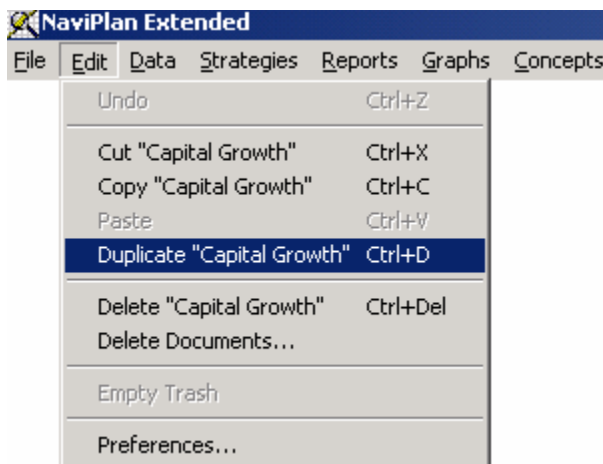 NaviPlan Extended
File Edit Data Strategies Reports Graphs Concepts
Undo Ctrl+Z
Cut "Capital Growth" Ctrl+X
Copy "Capital Growth" Ctrl+C
Paste Ctrl+V
Duplicate "Capital Growth" Ctrl+D
Delete "Capital Growth" Ctrl+Del
Delete Documents...
Empty Trash
Preferences...